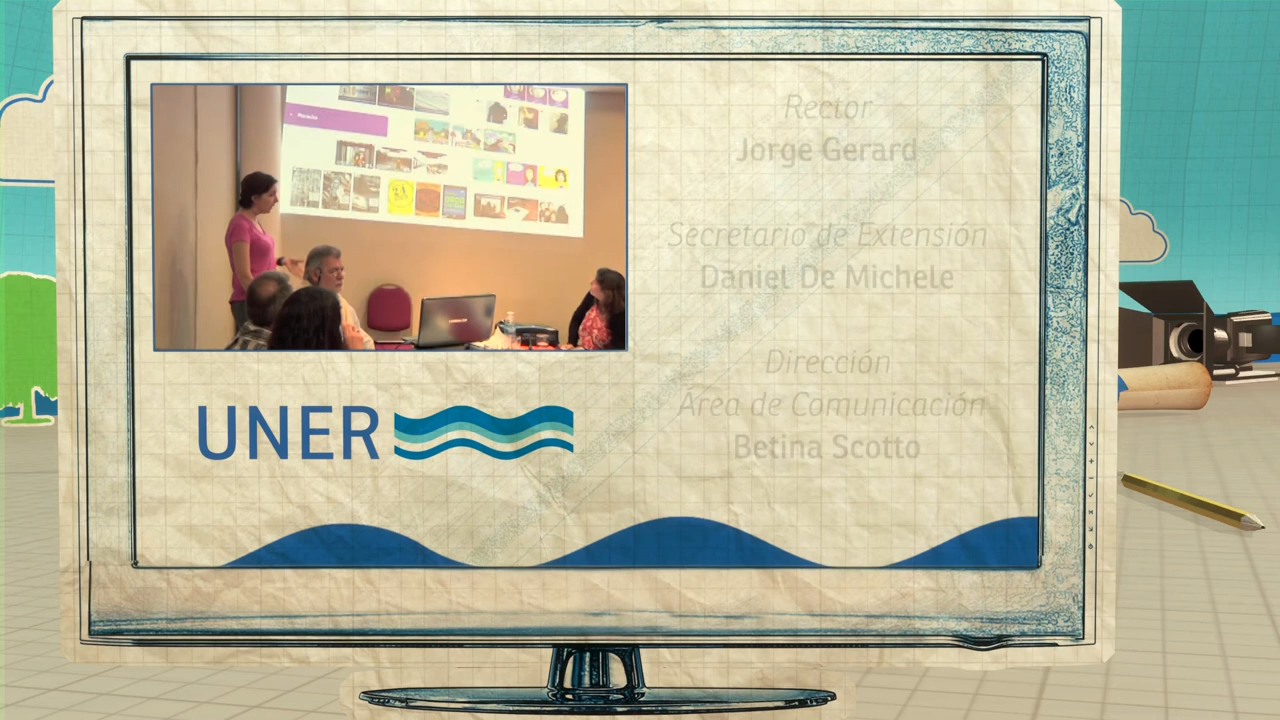 Rector
Jorge Gerard
Secretario de Extensión
Daniel De Michele
Dirección
Área de Comunicación
Betina Scotto
UNER